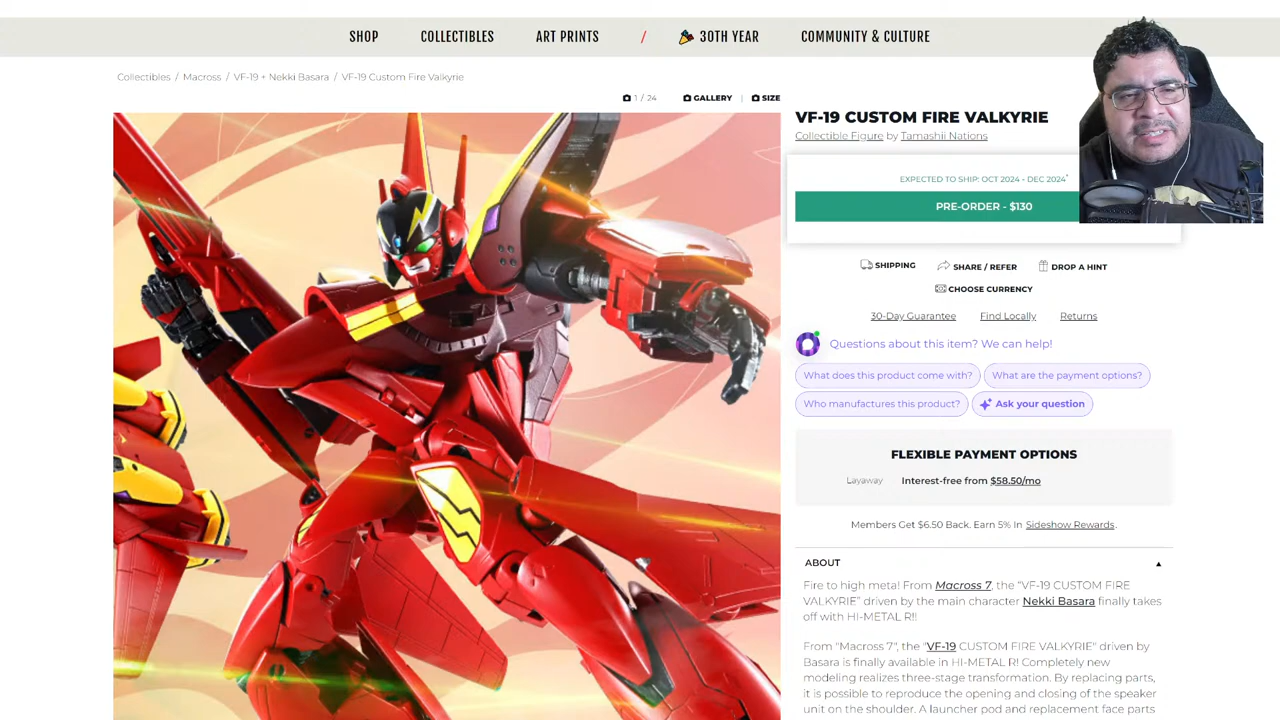 SHOP
COLLECTIBLES
ART PRINTS
/
30TH YEAR
COMMUNITY & CULTURE
Collectibles / Macross / VF-19 + Nekki Basara / VF-19 Custom Fire Valkyrie
1 / 24
GALLERY | SIZE
VF-19 CUSTOM FIRE VALKYRIE
Collectible Figure by Tamashii Nations
EXPECTED TO SHIP: OCT 2024 - DEC 2024*
PRE-ORDER - $130
SHIPPING
SHARE / REFER
DROP A HINT
CHOOSE CURRENCY
30-Day Guarantee
Find Locally
Returns
Questions about this item? We can help!
What does this product come with?
What are the payment options?
Who manufactures this product?
Ask your question
FLEXIBLE PAYMENT OPTIONS
Layaway
Interest-free from $58.50/mo
Members Get $6.50 Back. Earn 5% In Sideshow Rewards.
ABOUT
Fire to high meta! From Macross 7, the "VF-19 CUSTOM FIRE
VALKYRIE" driven by the main character Nekki Basara finally takes
off with HI-METAL R!!
From "Macross 7", the "VF-19 CUSTOM FIRE VALKYRIE" driven by
Basara is finally available in HI-METAL R! Completely new
modeling realizes three-stage transformation. By replacing parts,
it is possible to reproduce the opening and closing of the speaker
unit on the shoulder. A launcher pod and replacement face parts